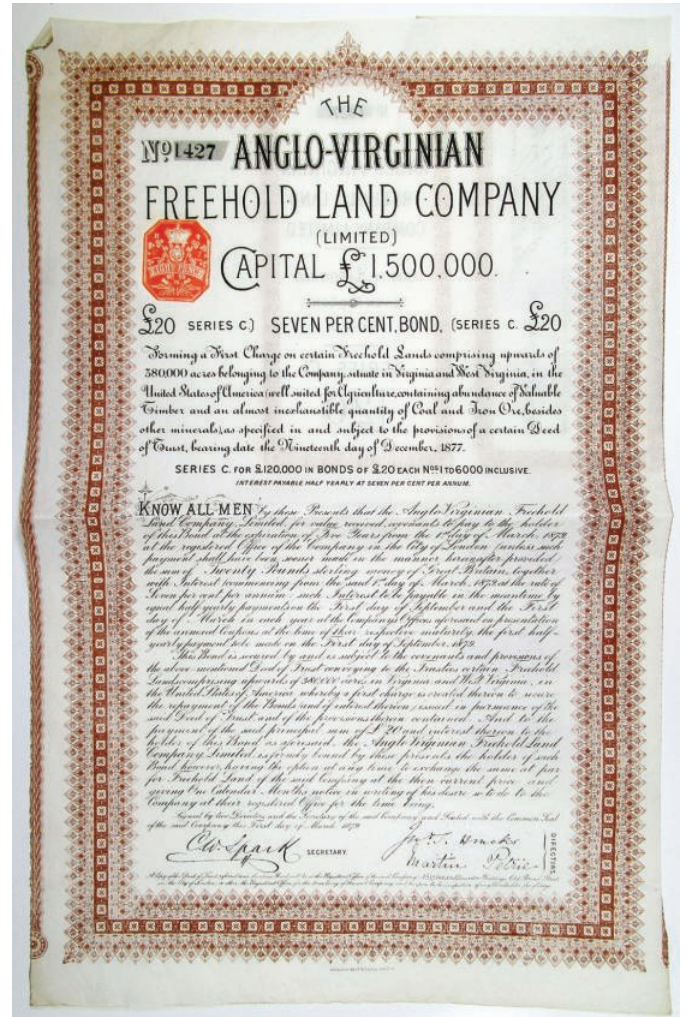 THE
No 1427 ANGLO-VIRGINIAN
FREEHOLD LAND COMPANY
(LIMITED)
CAPITAL £1,500,000.
£20 SERIES C.) SEVEN PER CENT, BOND, (SERIES C. £20
Forming a First Charge on certain Freehold Lands comprising upwards of
380,000 acres belonging to the Company, situate in Virginia and West Virginia, in the
United States of America (well suited for Agriculture, containing abundance of Valuable
Timber and an almost inexhaustible quantity of Coal and Iron Ore, besides
other minerals), as specified in and subject to the provisions of a certain Deed
of Trust, bearing date the Nineteenth day of December, 1877.
SERIES C. FOR £120,000 IN BONDS OF £20 EACH Nos 1 TO 6000 INCLUSIVE.
INTEREST PAYABLE HALF YEARLY AT SEVEN PER CENT PER ANNUM.
KNOW ALL MEN by these Presents that the Anglo-Virginian Freehold
Land Company, Limited, for value received, covenants to pay to the holder
of this Bond at the expiration of Five Years from the 1st day of March, 1879
at the registered Office of the Company in the City of London (unless such
payment shall have been sooner made in the manner hereinafter provided)
the sum of Twenty Pounds sterling money of Great Britain, together
with Interest commencing from the said 1st day of March, 1879 at the rate of
Seven per cent per annum, such Interest to be payable in the meantime by
equal half yearly payments on the First day of September and the First
day of March in each year at the Company's Offices aforesaid on presentation
of the annexed Coupons at the time of their respective maturity, the first half-
yearly payment to be made on the First day of September, 1879.
This Bond is secured by and is subject to the covenants and provisions of
the above mentioned Deed of Trust conveying to the Trustees certain Freehold
Lands comprising upwards of 380,000 acres in Virginia and West Virginia, in
the United States of America whereby a first charge is created thereon to secure
the repayment of the Bonds and of interest thereon, issued in pursuance of the
said Deed of Trust and of the provisions therein contained. And to the
payment of the said principal sum of £20 and interest thereon to the
holder of this Bond as aforesaid, the Anglo Virginian Freehold Land
Company Limited is firmly bound by these presents the holder of such
Bond however, having the option at any time to exchange the same at par
for Freehold Land of the said Company at the then current price and
giving One Calendar Months notice in writing of his desire so to do to the
Company at their registered Office for the time being.
Signed by two Directors and the Secretary of the said Company and Sealed with the Common Seal
of the said Company this First day of March 1879
SECRETARY.
Martin Petrie
DIRECTORS.